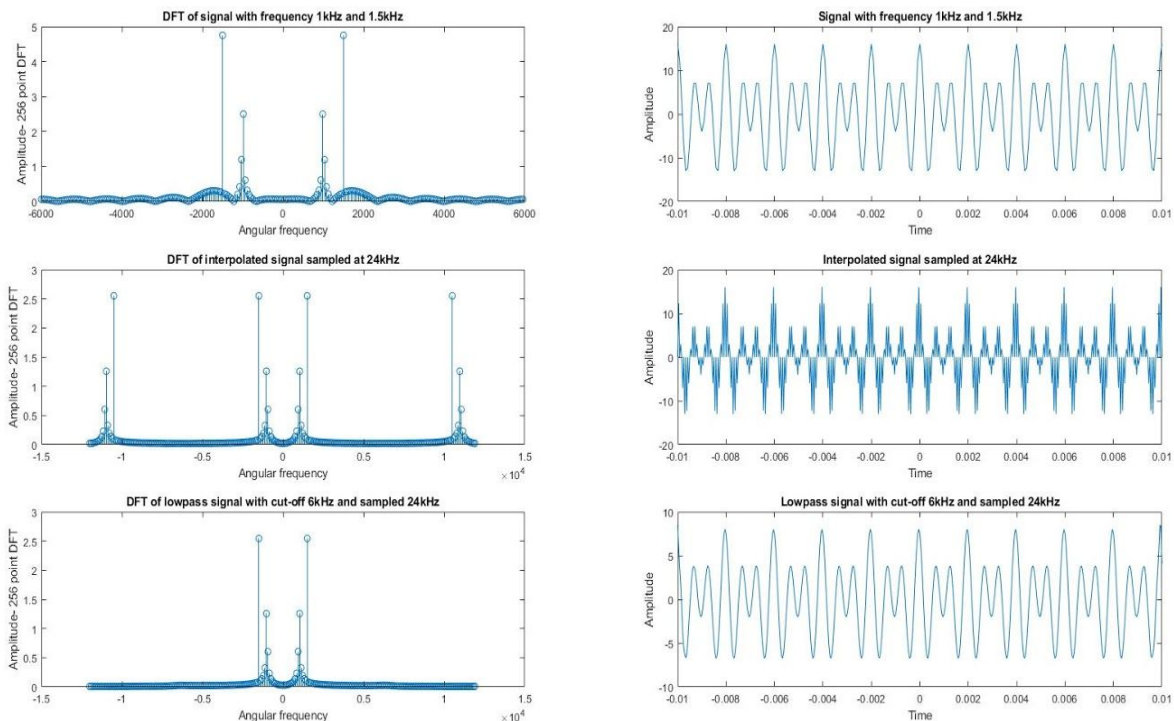 DFT of signal with frequency 1kHz and 1.5kHz
5
4
3
2
1
0
Amplitude- 256 point DFT
-6000 -4000 -2000 0 2000 4000 6000
Angular frequency
Signal with frequency 1kHz and 1.5kHz
20
10
0
-10
-20
Amplitude
-0.01 -0.008 -0.006 -0.004 -0.002 0 0.002 0.004 0.006 0.008 0.01
Time
DFT of interpolated signal sampled at 24kHz
3
2.5
2
1.5
1
0.5
0
Amplitude- 256 point DFT
-1.5 -1 -0.5 0 0.5 1 1.5
Angular frequency
×10⁴
Interpolated signal sampled at 24kHz
20
10
0
-10
-20
Amplitude
-0.01 -0.008 -0.006 -0.004 -0.002 0 0.002 0.004 0.006 0.008 0.01
Time
DFT of lowpass signal with cut-off 6kHz and sampled 24kHz
3
2.5
2
1.5
1
0.5
0
Amplitude- 256 point DFT
-1.5 -1 -0.5 0 0.5 1 1.5
Angular frequency
×10⁴
Lowpass signal with cut-off 6kHz and sampled 24kHz
10
5
0
-5
-10
Amplitude
-0.01 -0.008 -0.006 -0.004 -0.002 0 0.002 0.004 0.006 0.008 0.01
Time